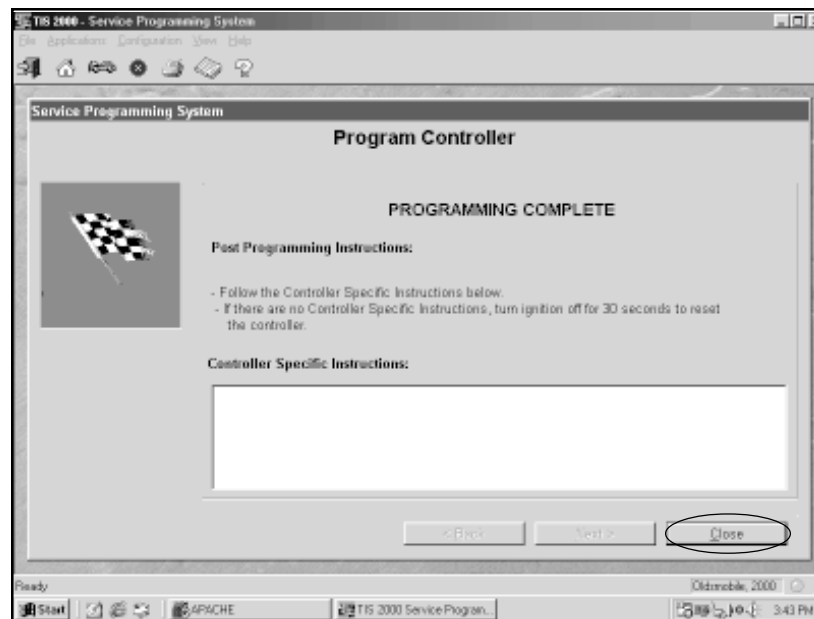 TIS 2000 - Service Programming System
File Applications Configuration View Help
Service Programming System
Program Controller
PROGRAMMING COMPLETE
Post Programming Instructions:
- Follow the Controller Specific Instructions below.
- If there are no Controller Specific Instructions, turn ignition off for 30 seconds to reset
the controller.
Controller Specific Instructions:
< Back Next > Close
Ready Oldsmobile, 2000
Start APACHE TIS 2000 Service Program... 3:43 PM